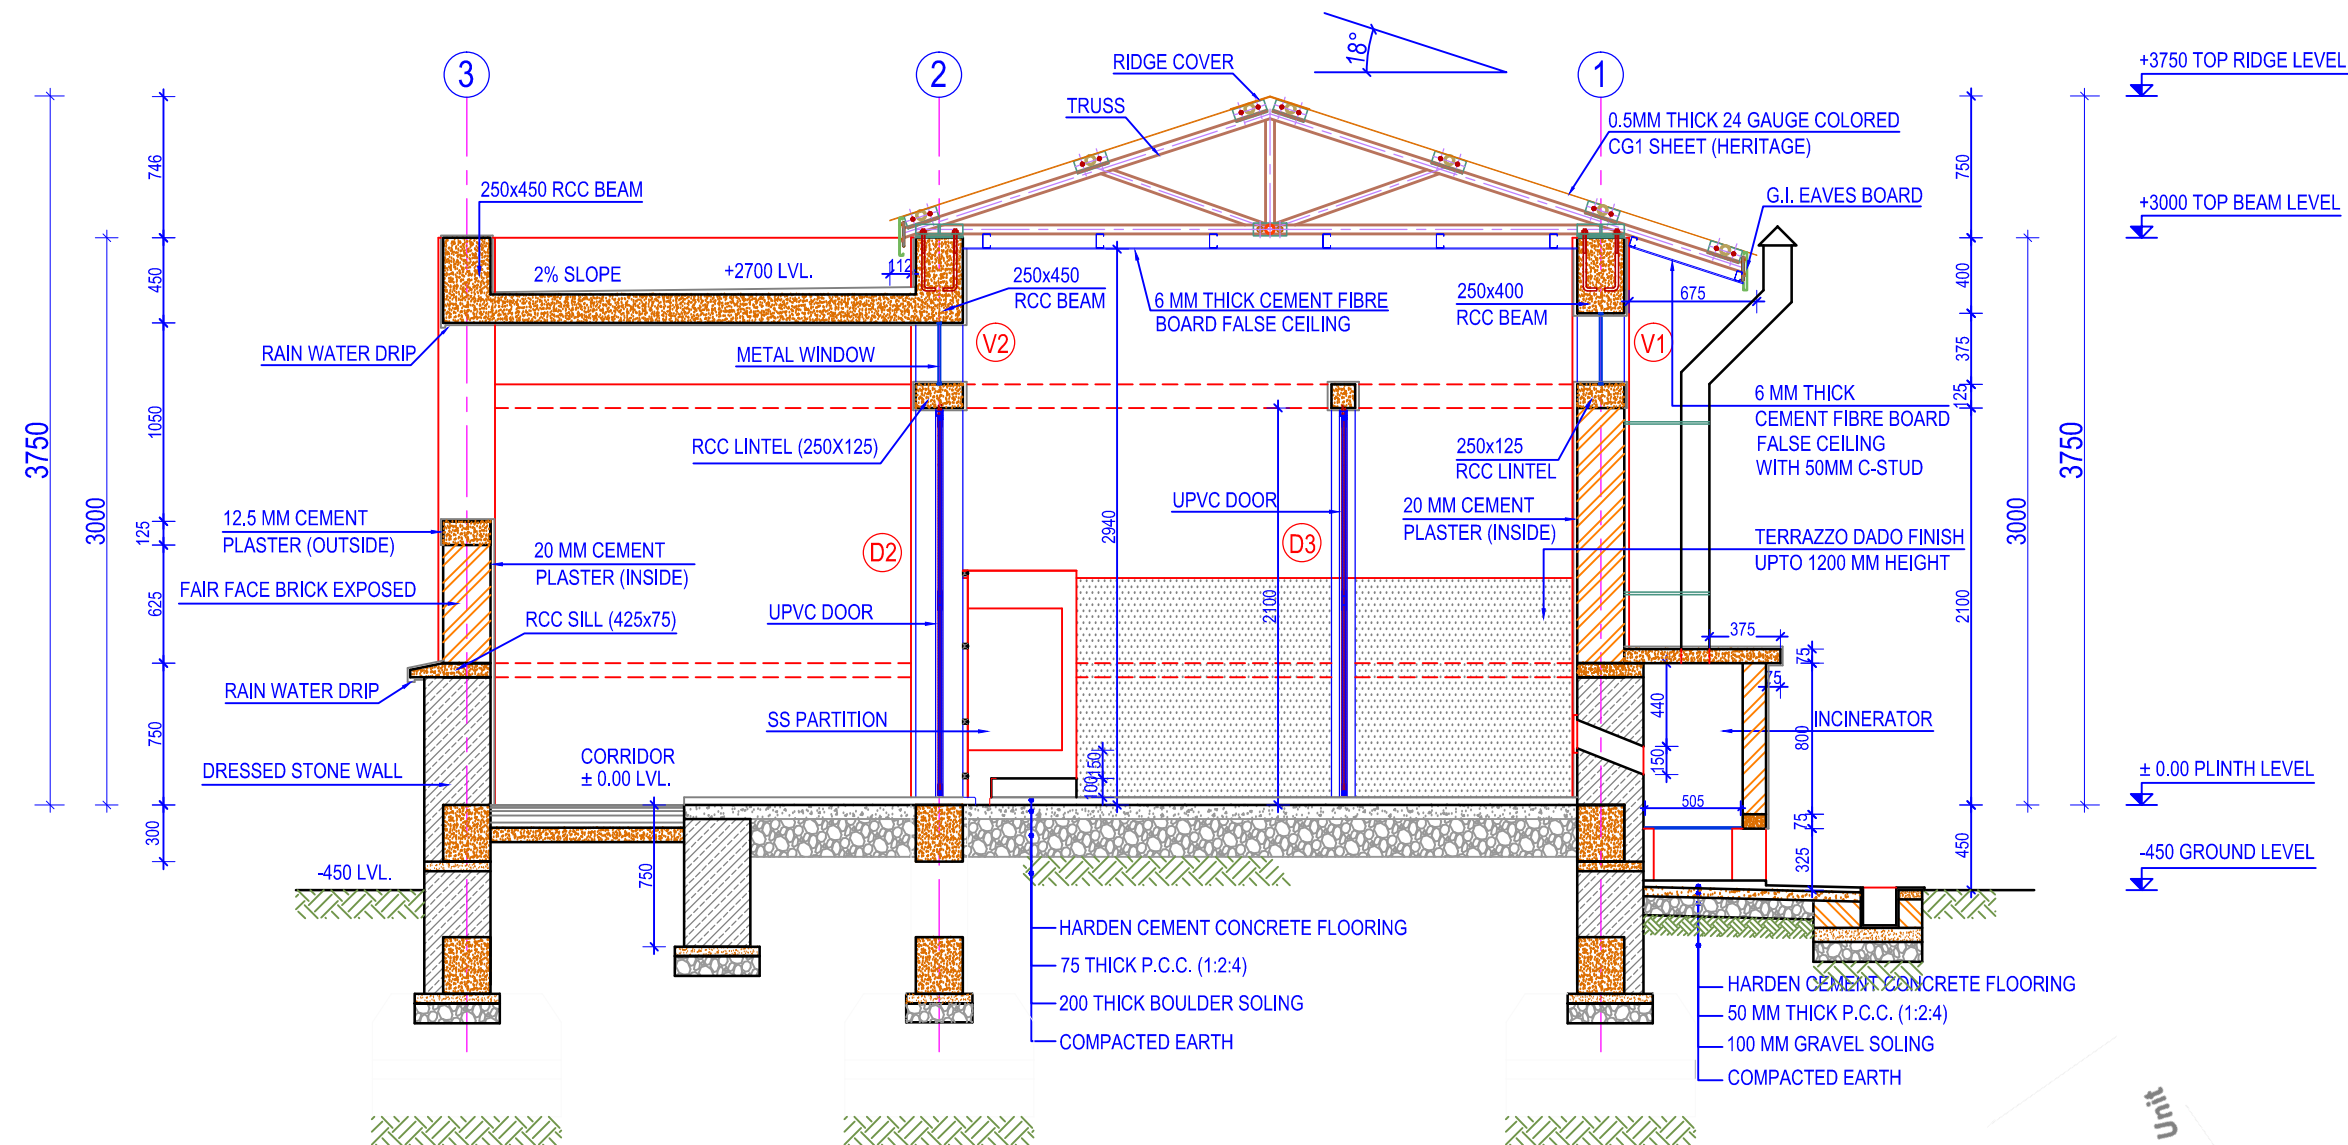 3
2
1
18°
RIDGE COVER
TRUSS
+3750 TOP RIDGE LEVEL
0.5MM THICK 24 GAUGE COLORED
CG1 SHEET (HERITAGE)
746
750
250x450 RCC BEAM
G.I. EAVES BOARD
+3000 TOP BEAM LEVEL
2% SLOPE
+2700 LVL.
112
250x450
RCC BEAM
6 MM THICK CEMENT FIBRE
BOARD FALSE CEILING
250x400
RCC BEAM
675
450
400
RAIN WATER DRIP
METAL WINDOW
V2
V1
375
125
6 MM THICK
CEMENT FIBRE BOARD
FALSE CEILING
WITH 50MM C-STUD
3750
3000
1050
RCC LINTEL (250X125)
250x125
RCC LINTEL
3750
3000
UPVC DOOR
20 MM CEMENT
PLASTER (INSIDE)
12.5 MM CEMENT
PLASTER (OUTSIDE)
125
2940
D2
D3
20 MM CEMENT
PLASTER (INSIDE)
TERRAZZO DADO FINISH
UPTO 1200 MM HEIGHT
FAIR FACE BRICK EXPOSED
625
RCC SILL (425x75)
UPVC DOOR
2100
2100
375
75
75
RAIN WATER DRIP
SS PARTITION
440
INCINERATOR
750
800
CORRIDOR
± 0.00 LVL.
DRESSED STONE WALL
150
100
150
± 0.00 PLINTH LEVEL
505
300
75
750
325
450
-450 LVL.
-450 GROUND LEVEL
HARDEN CEMENT CONCRETE FLOORING
75 THICK P.C.C. (1:2:4)
200 THICK BOULDER SOLING
COMPACTED EARTH
HARDEN CEMENT CONCRETE FLOORING
50 MM THICK P.C.C. (1:2:4)
100 MM GRAVEL SOLING
COMPACTED EARTH
Unit